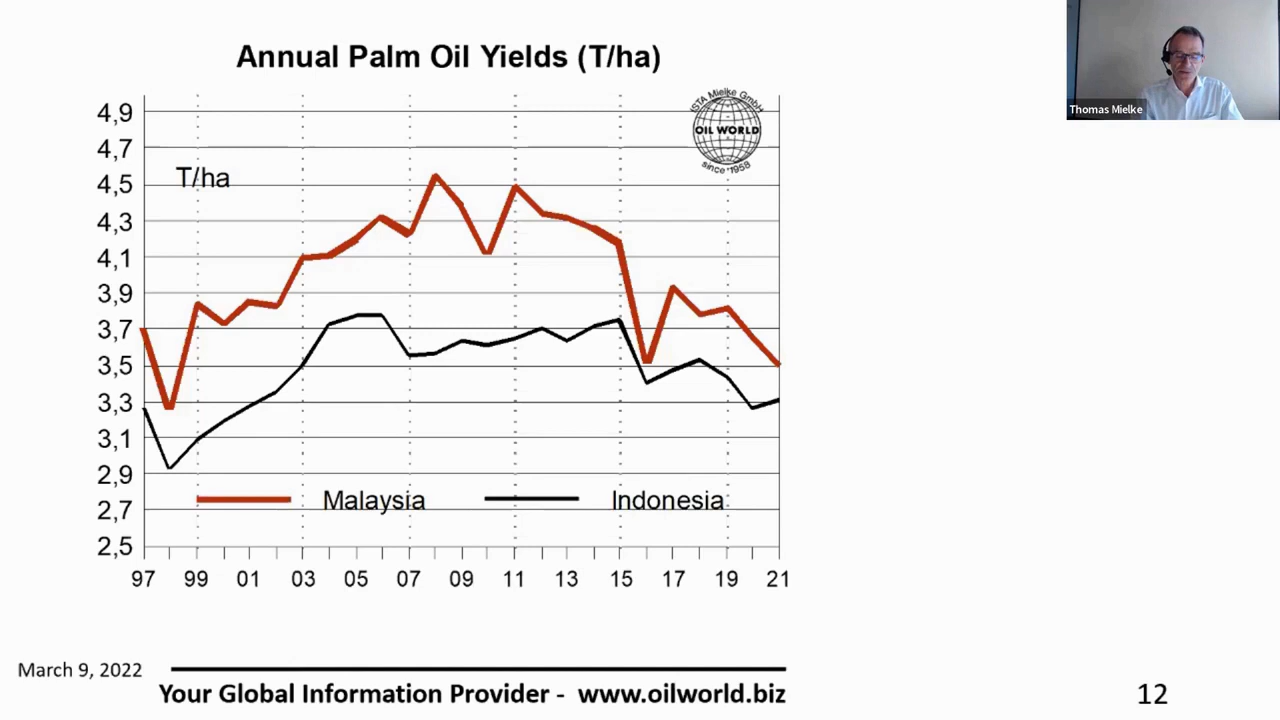 Annual Palm Oil Yields (T/ha)
Thomas Mielke
ISTA Mielke GmbH
OIL WORLD
since 1958
T/ha
4,9
4,7
4,5
4,3
4,1
3,9
3,7
3,5
3,3
3,1
2,9
2,7
2,5
Malaysia
Indonesia
97 99 01 03 05 07 09 11 13 15 17 19 21
March 9, 2022
Your Global Information Provider - www.oilworld.biz
12